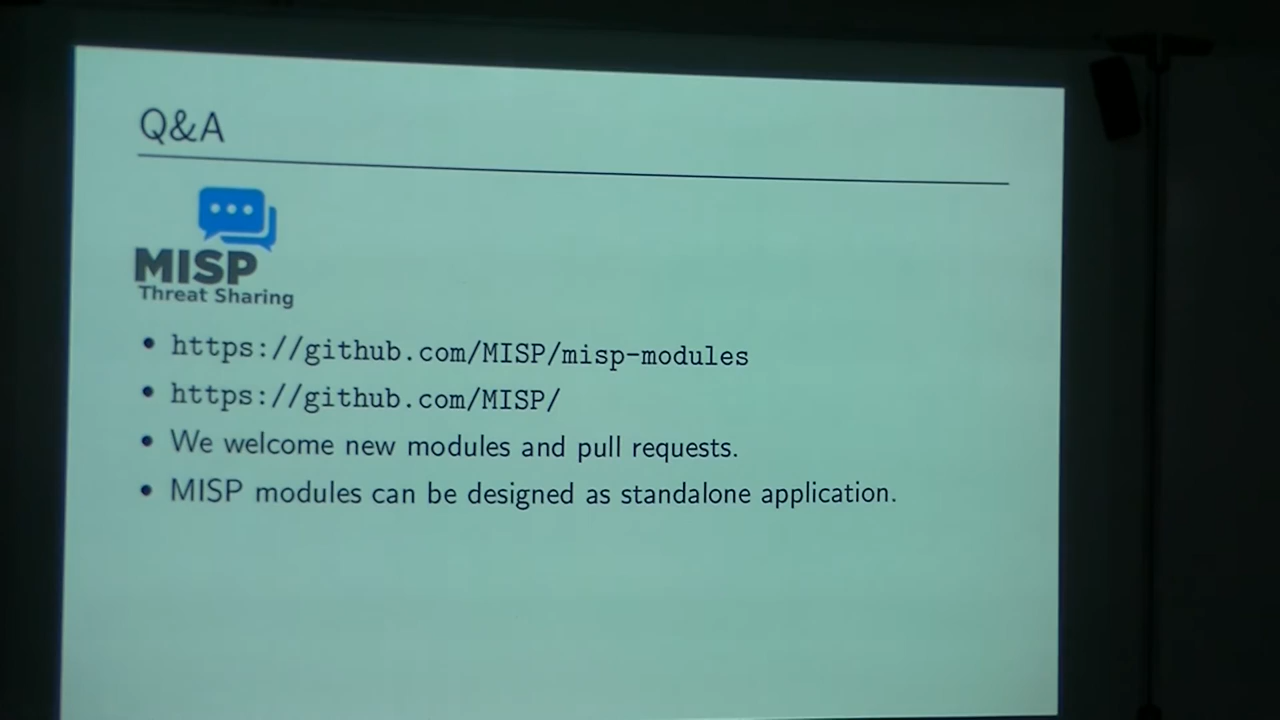 Q&A
MISP
Threat Sharing
https://github.com/MISP/misp-modules
https://github.com/MISP/
We welcome new modules and pull requests.
MISP modules can be designed as standalone application.